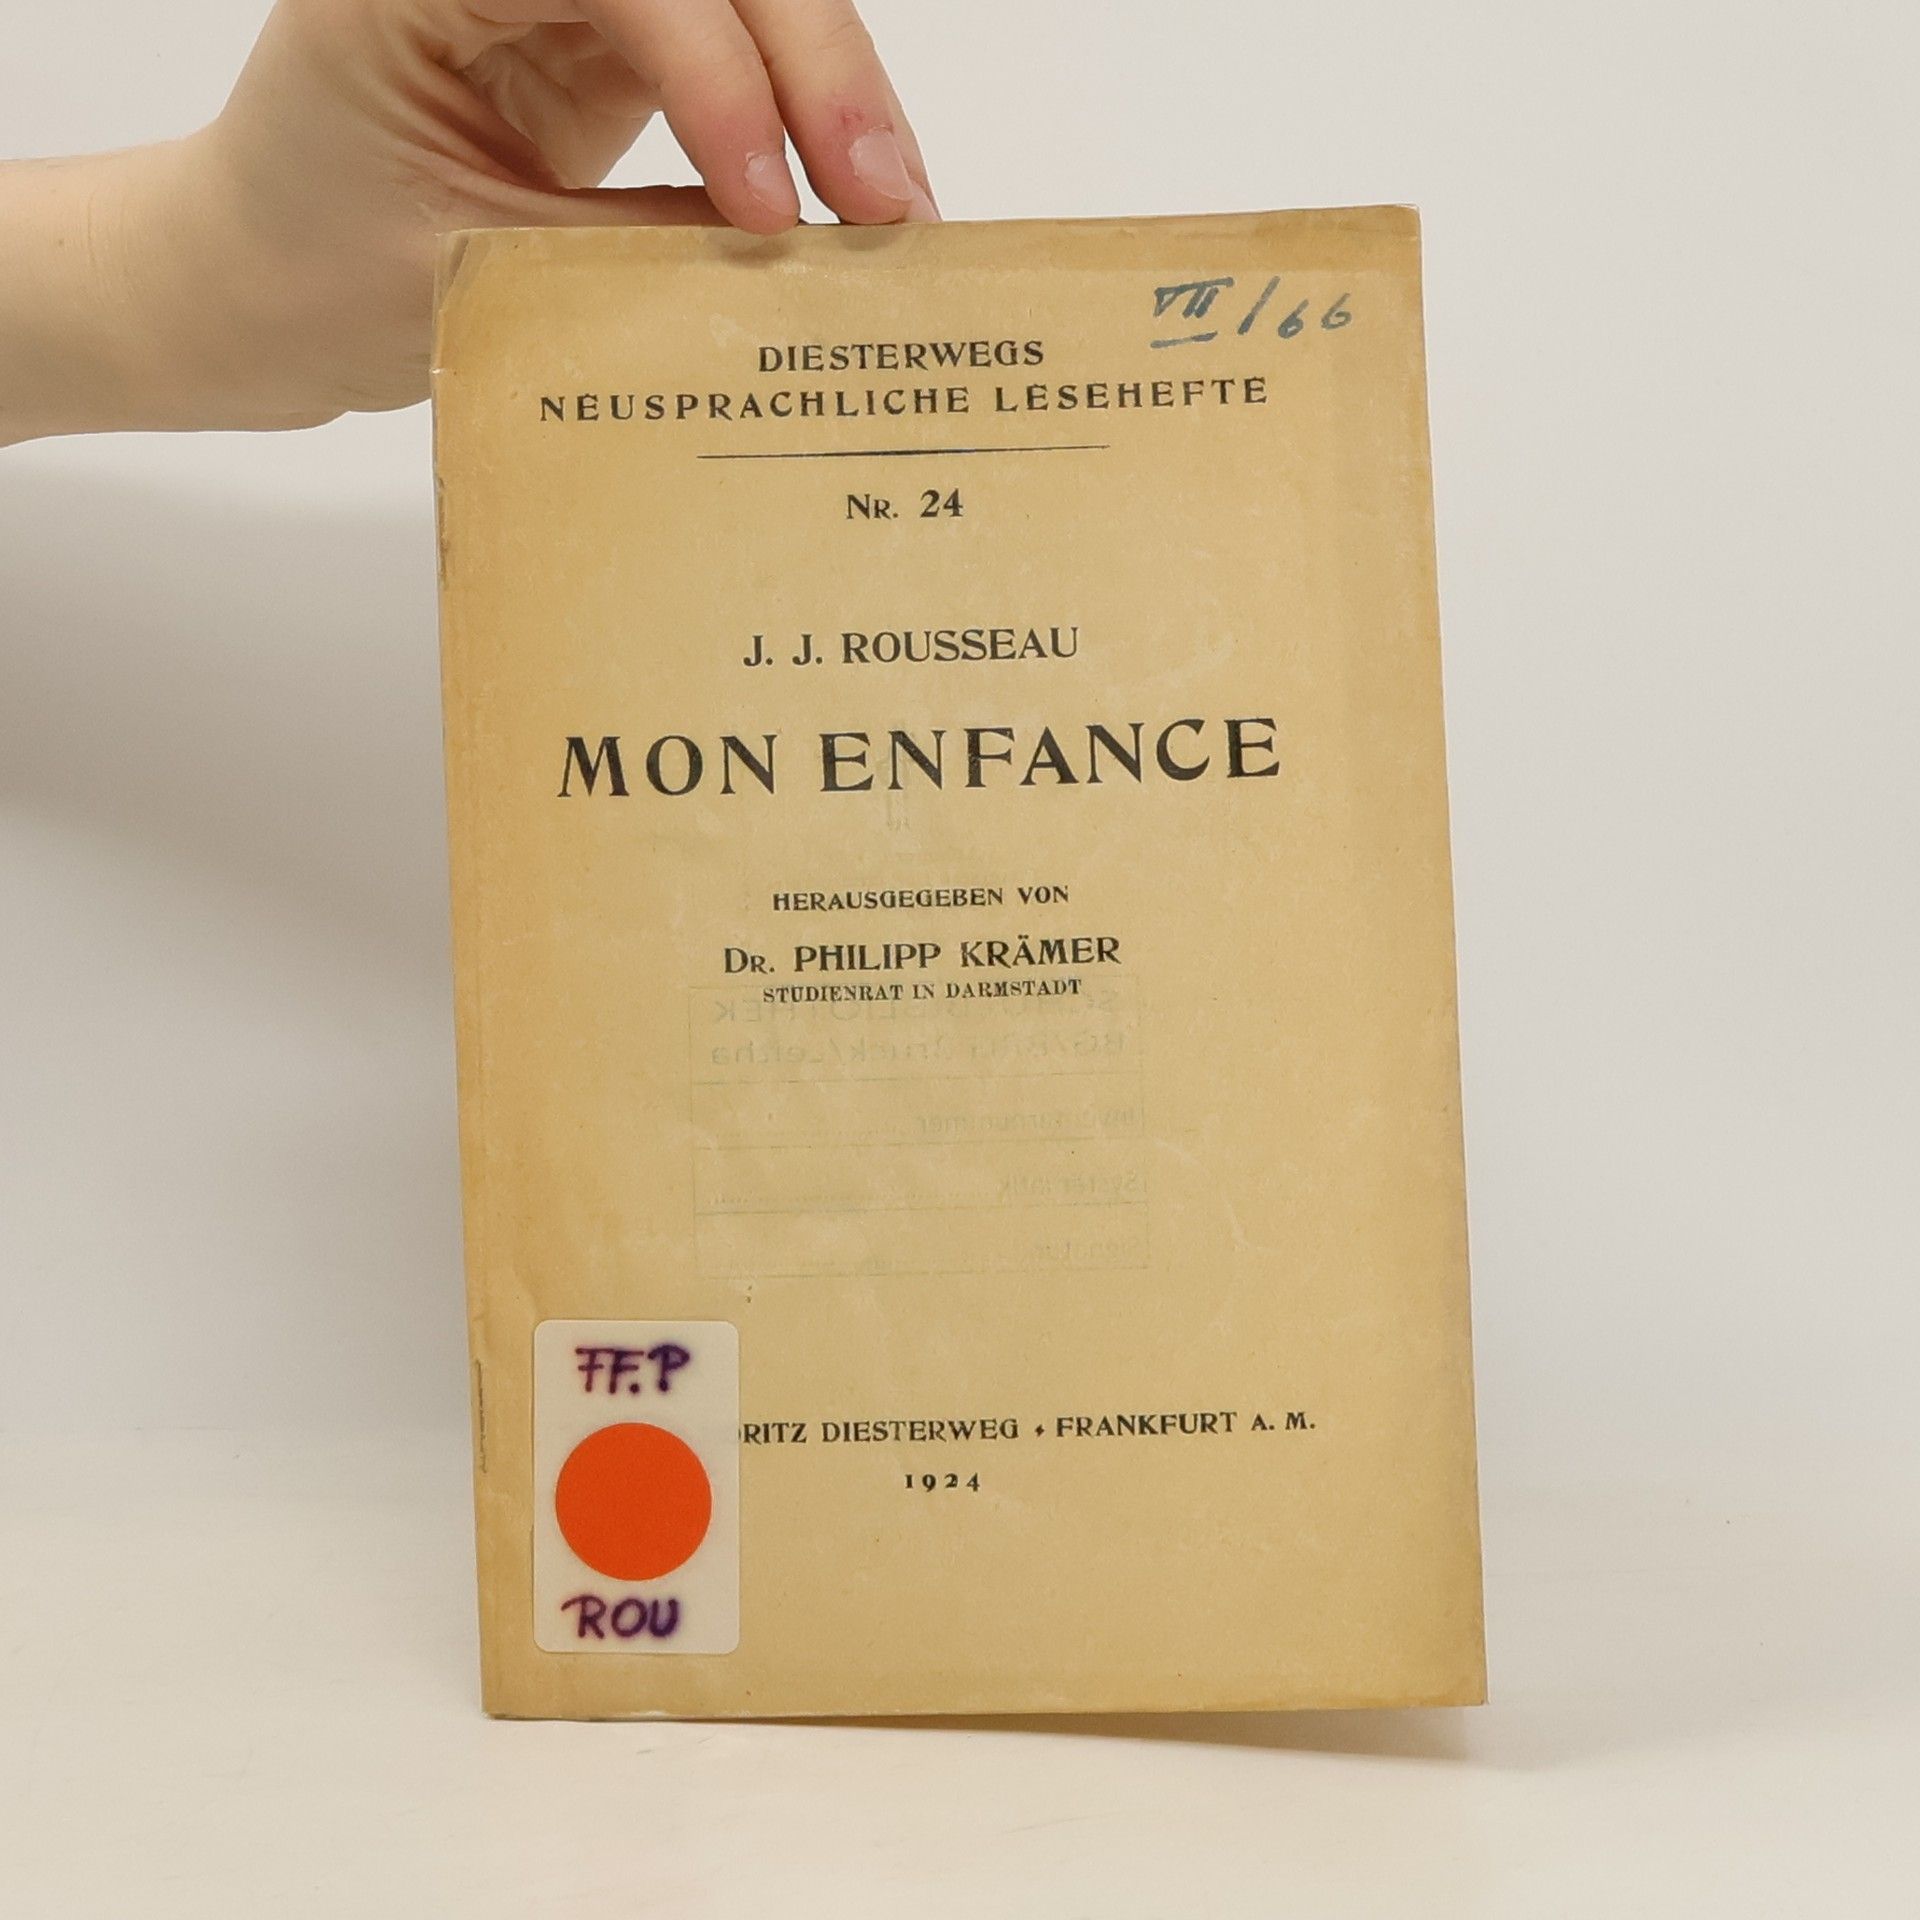 VII/66
DIESTERWEGS
NEUSPRACHLICHE LESEHEFTE
NR. 24
J. J. ROUSSEAU
MON ENFANCE
HERAUSGEGEBEN VON
DR. PHILIPP KRÄMER
STUDIENRAT IN DARMSTADT
FF.P
RITZ DIESTERWEG • FRANKFURT A. M.
1924
ROU